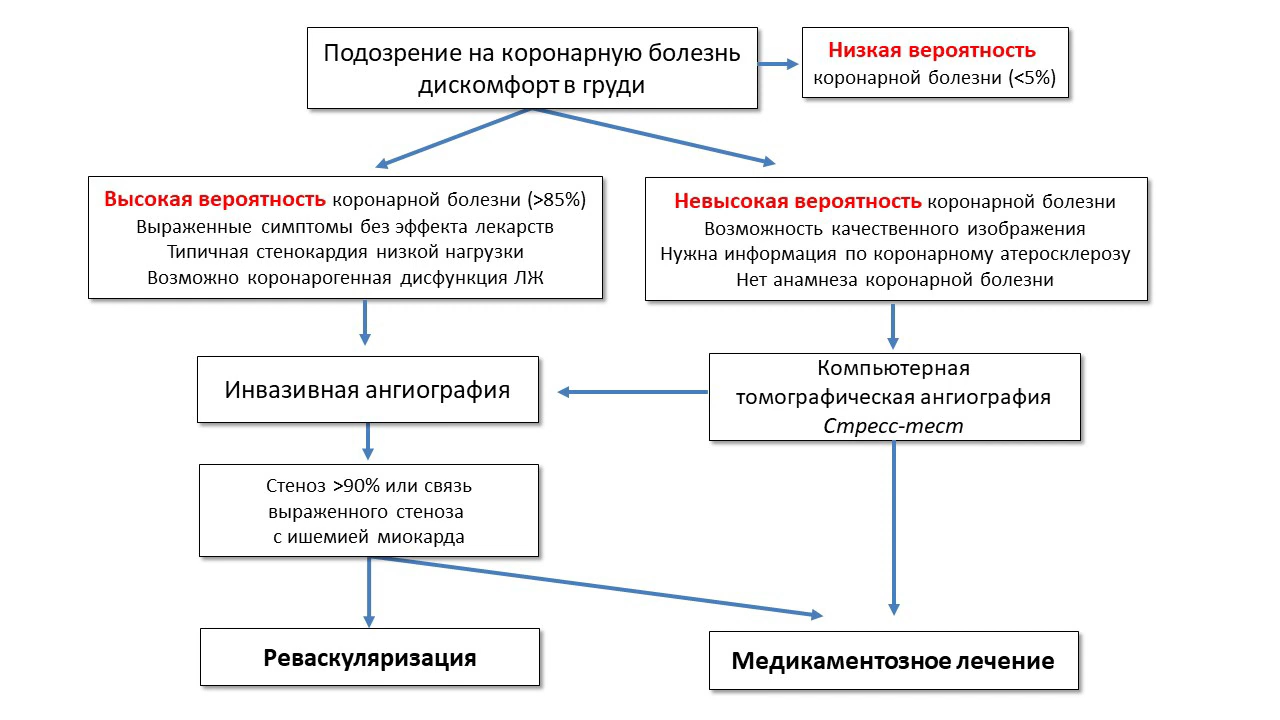 Подозрение на коронарную болезнь
дискомфорт в груди
Низкая вероятность
коронарной болезни (<5%)
Высокая вероятность коронарной болезни (>85%)
Выраженные симптомы без эффекта лекарств
Типичная стенокардия низкой нагрузки
Возможно коронарогенная дисфункция ЛЖ
Невысокая вероятность коронарной болезни
Возможность качественного изображения
Нужна информация по коронарному атеросклерозу
Нет анамнеза коронарной болезни
Инвазивная ангиография
Компьютерная
томографическая ангиография
Стресс-тест
Стеноз >90% или связь
выраженного стеноза
с ишемией миокарда
Реваскуляризация
Медикаментозное лечение